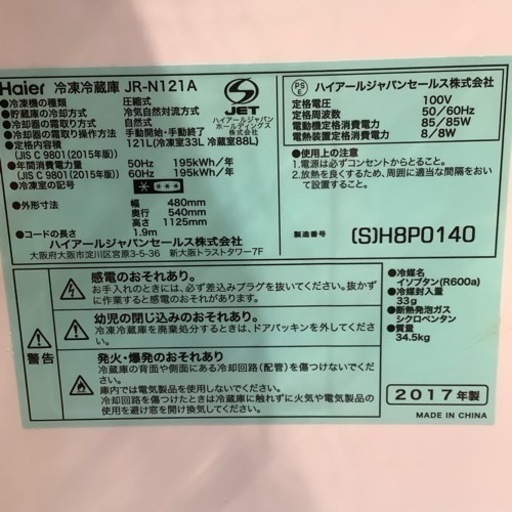 Haier 冷凍冷蔵庫 JR-N121A
●冷凍機の種類 圧縮式
●貯蔵室の冷却方式 冷気自然対流方式
●冷却器の霜取り方式 自然式
●冷却器の霜取り操作方法 手動開始・手動終了
●定格内容積 121L(冷凍室33L 冷蔵室88L)
(JIS C 9801(2015年版))
●年間消費電力量 50Hz 195kWh/年
(JIS C 9801(2015年版)) 60Hz 195kWh/年
●冷凍室の記号
●外形寸法 幅 480mm
奥行 540mm
高さ 1125mm
●コードの長さ 1.9m
ハイアールジャパンセールス株式会社
大阪府大阪市淀川区宮原3-5-36 新大阪トラストタワー7F
JET
ハイアールジャパン
ホールディングス
株式会社
PS
E
ハイアールジャパンセールス株式会社
定格電圧 100V
定格周波数 50/60Hz
電動機定格消費電力 85/85W
電熱装置定格消費電力 8/8W
●使用上の注意
1.電源は必ずコンセントからとること。
2.放熱を良くするため、周囲に適当な間隔をおいて設置すること。
製造番号 (S)H8P0140
警告
感電のおそれあり。
お手入れのときには、必ず差込みプラグを抜いてください。抜かずに作業すると感電のおそれがあります。
幼児の閉じ込めのおそれあり。
冷凍冷蔵庫を廃棄処分するときは、ドアパッキンを外してください。
発火・爆発のおそれあり。
冷蔵庫の背面や側面にある冷却回路(配管)を傷つけないでください。
庫内では電気製品を使用しないでください。
冷却回路を傷つけたときは冷蔵庫に触れずに火気や電気製品の使用を避け窓を開け換気してください。
●冷媒名
イソブタン(R600a)
●冷媒封入量
33g
●断熱発泡ガス
シクロペンタン
●質量
34.5kg
2017年製
MADE IN CHINA